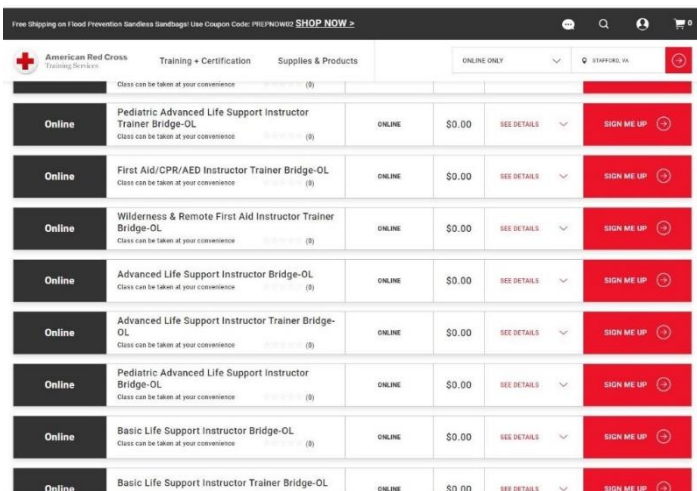 Free Shipping on Flood Prevention Sandless Sandbags! Use Coupon Code: PREPNOW02 SHOP NOW >
0
American Red Cross
Training Services
Training + Certification
Supplies & Products
ONLINE ONLY
STAFFORD, VA
Class can be taken at your convenience (0)
Online
Pediatric Advanced Life Support Instructor
Trainer Bridge-OL
Class can be taken at your convenience (0)
ONLINE
$0.00
SEE DETAILS
SIGN ME UP
Online
First Aid/CPR/AED Instructor Trainer Bridge-OL
Class can be taken at your convenience (0)
ONLINE
$0.00
SEE DETAILS
SIGN ME UP
Online
Wilderness & Remote First Aid Instructor Trainer
Bridge-OL
Class can be taken at your convenience (0)
ONLINE
$0.00
SEE DETAILS
SIGN ME UP
Online
Advanced Life Support Instructor Bridge-OL
Class can be taken at your convenience (0)
ONLINE
$0.00
SEE DETAILS
SIGN ME UP
Online
Advanced Life Support Instructor Trainer Bridge-
OL
Class can be taken at your convenience (0)
ONLINE
$0.00
SEE DETAILS
SIGN ME UP
Online
Pediatric Advanced Life Support Instructor
Bridge-OL
Class can be taken at your convenience (0)
ONLINE
$0.00
SEE DETAILS
SIGN ME UP
Online
Basic Life Support Instructor Bridge-OL
Class can be taken at your convenience (0)
ONLINE
$0.00
SEE DETAILS
SIGN ME UP
Online
Basic Life Support Instructor Trainer Bridge-OL
ONLINE
$0.00
SEE DETAILS
SIGN ME UP